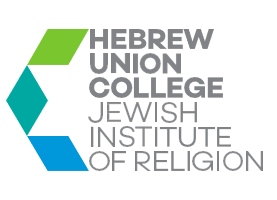 HEBREW
UNION
COLLEGE
JEWISH
INSTITUTE
OF RELIGION